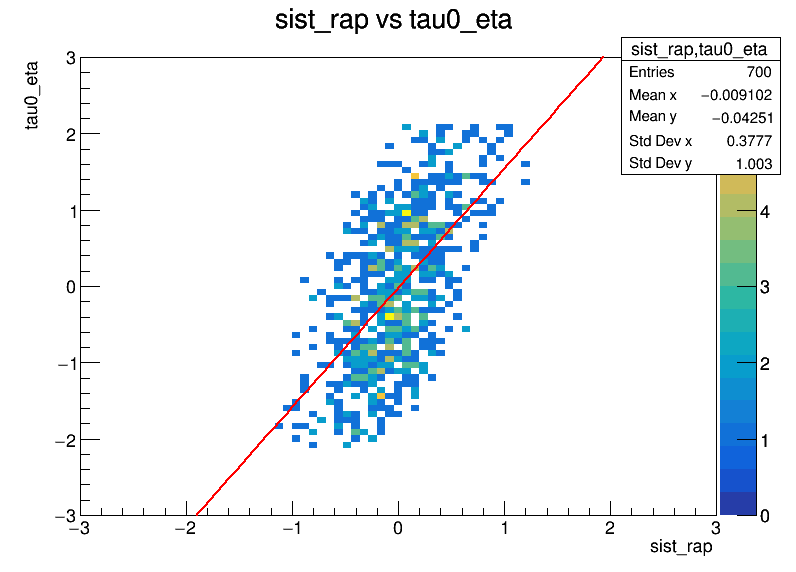 sist_rap vs tau0_eta
sist_rap,tau0_eta
Entries 700
Mean x −0.009102
Mean y −0.04251
Std Dev x 0.3777
Std Dev y 1.003
tau0_eta
3
2
1
0
−1
−2
−3
4
3
2
1
0
−3 −2 −1 0 1 2 3
sist_rap